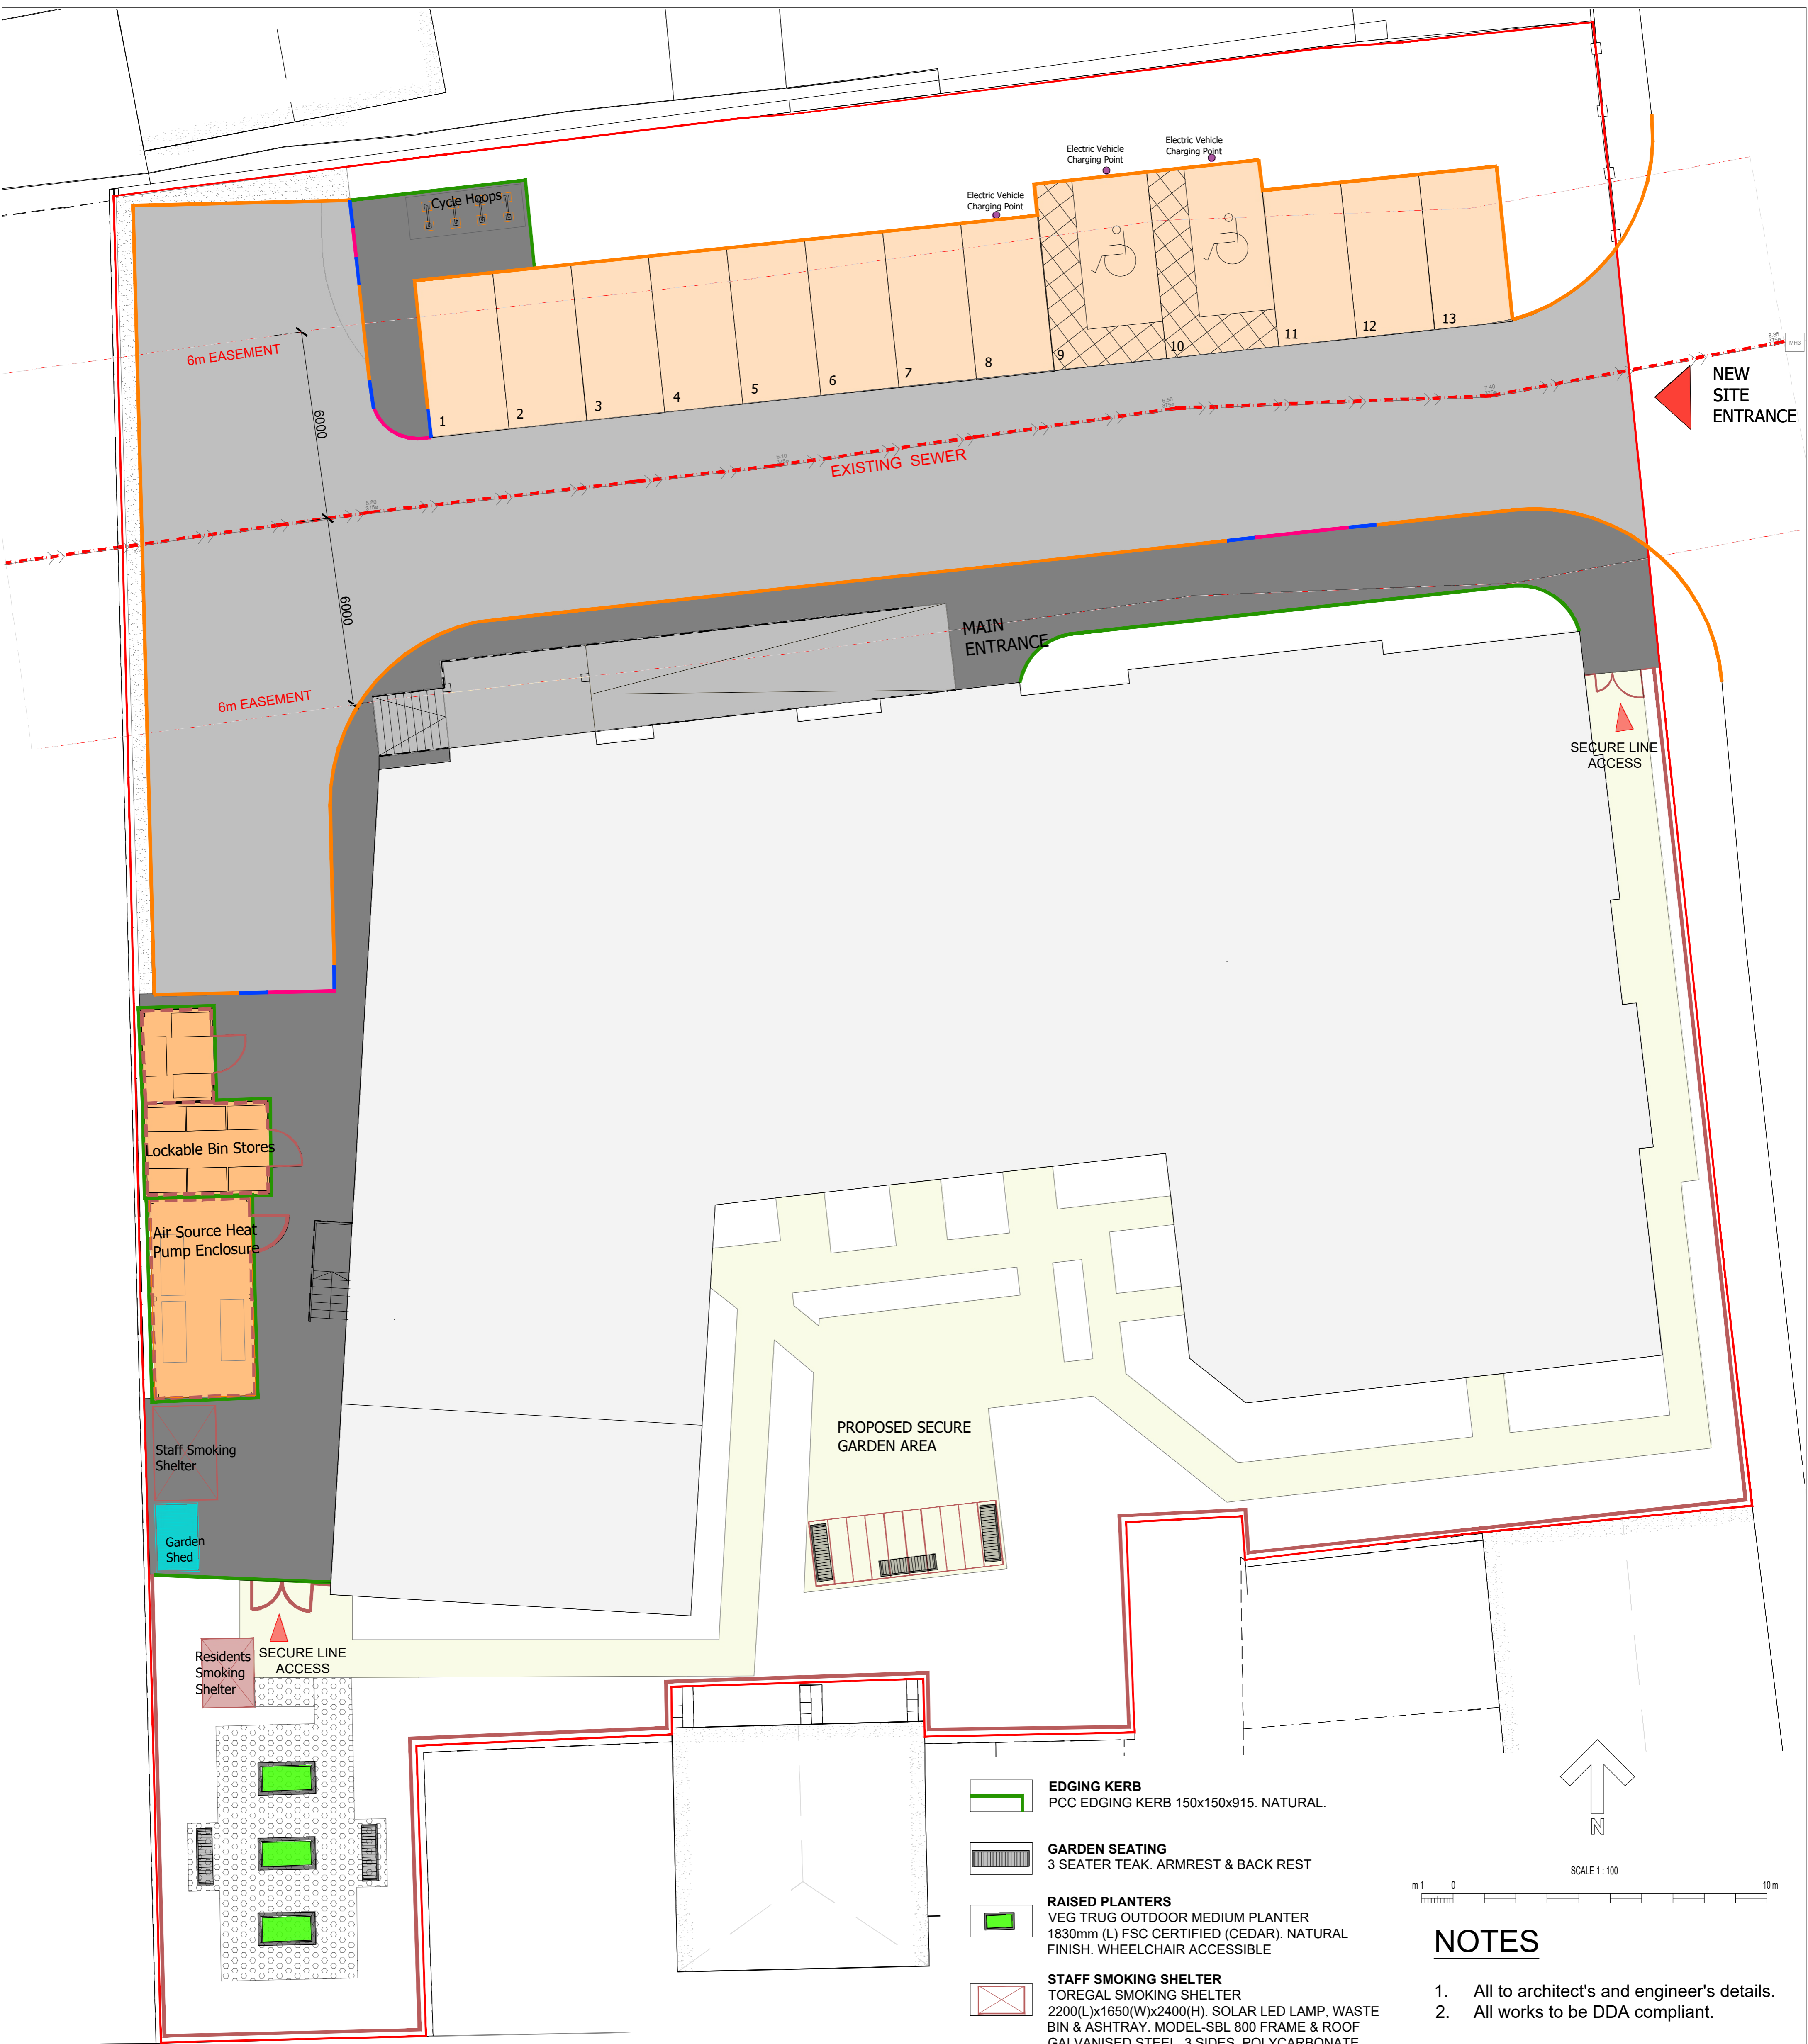 Electric Vehicle
Charging Point
Electric Vehicle
Charging Point
Electric Vehicle
Charging Point
Cycle Hoops
1
2
3
4
5
6
7
8
9
10
11
12
13
6m EASEMENT
6000
EXISTING SEWER
MH3
NEW
SITE
ENTRANCE
6000
6m EASEMENT
MAIN
ENTRANCE
SECURE LINE
ACCESS
Lockable Bin Stores
Air Source Heat
Pump Enclosure
Staff Smoking
Shelter
Garden
Shed
PROPOSED SECURE
GARDEN AREA
SECURE LINE
ACCESS
Residents
Smoking
Shelter
EDGING KERB
PCC EDGING KERB 150x150x915. NATURAL.
GARDEN SEATING
3 SEATER TEAK. ARMREST & BACK REST
RAISED PLANTERS
VEG TRUG OUTDOOR MEDIUM PLANTER
1830mm (L) FSC CERTIFIED (CEDAR). NATURAL
FINISH. WHEELCHAIR ACCESSIBLE
STAFF SMOKING SHELTER
TOREGAL SMOKING SHELTER
2200(L)x1650(W)x2400(H). SOLAR LED LAMP, WASTE
BIN & ASHTRAY. MODEL-SBL 800 FRAME & ROOF
GALVANISED STEEL. 3 SIDES. POLYCARBONATE
N
SCALE 1 : 100
m 1 0 10 m
NOTES
1. All to architect's and engineer's details.
2. All works to be DDA compliant.